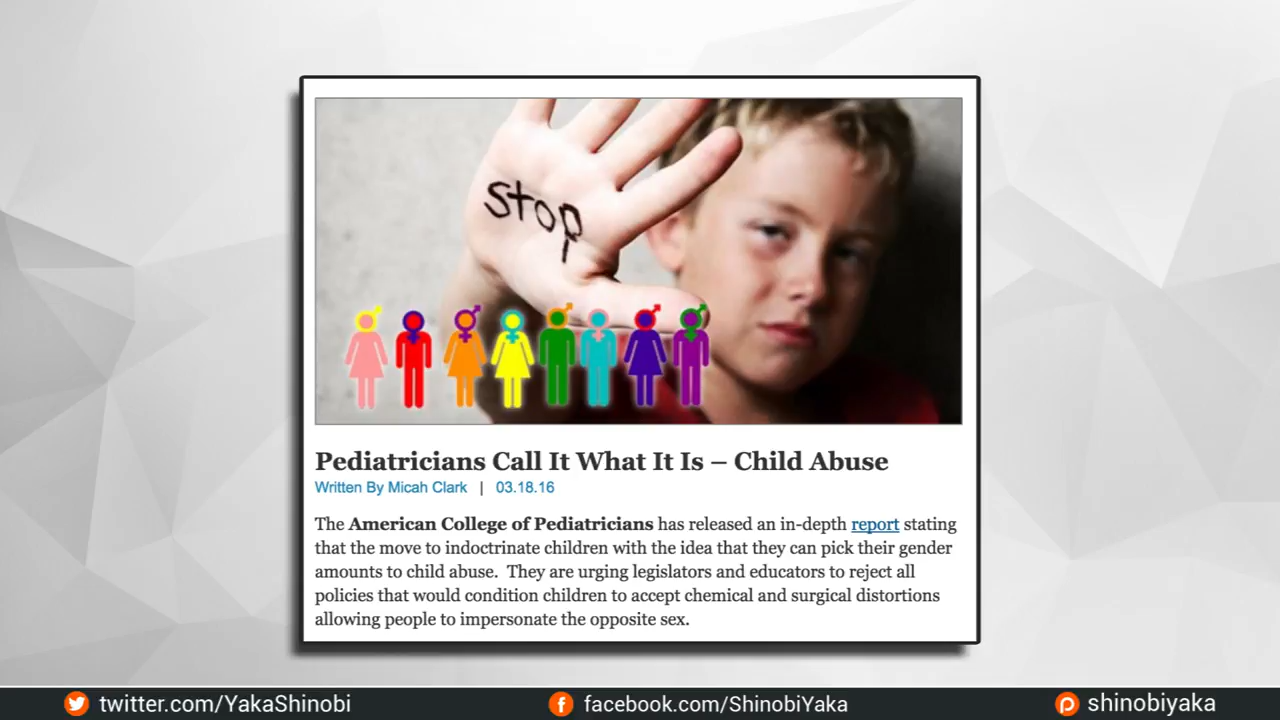 stop
Pediatricians Call It What It Is – Child Abuse
Written By Micah Clark | 03.18.16
The American College of Pediatricians has released an in-depth report stating
that the move to indoctrinate children with the idea that they can pick their gender
amounts to child abuse. They are urging legislators and educators to reject all
policies that would condition children to accept chemical and surgical distortions
allowing people to impersonate the opposite sex.
twitter.com/YakaShinobi
facebook.com/ShinobiYaka
shinobiyaka